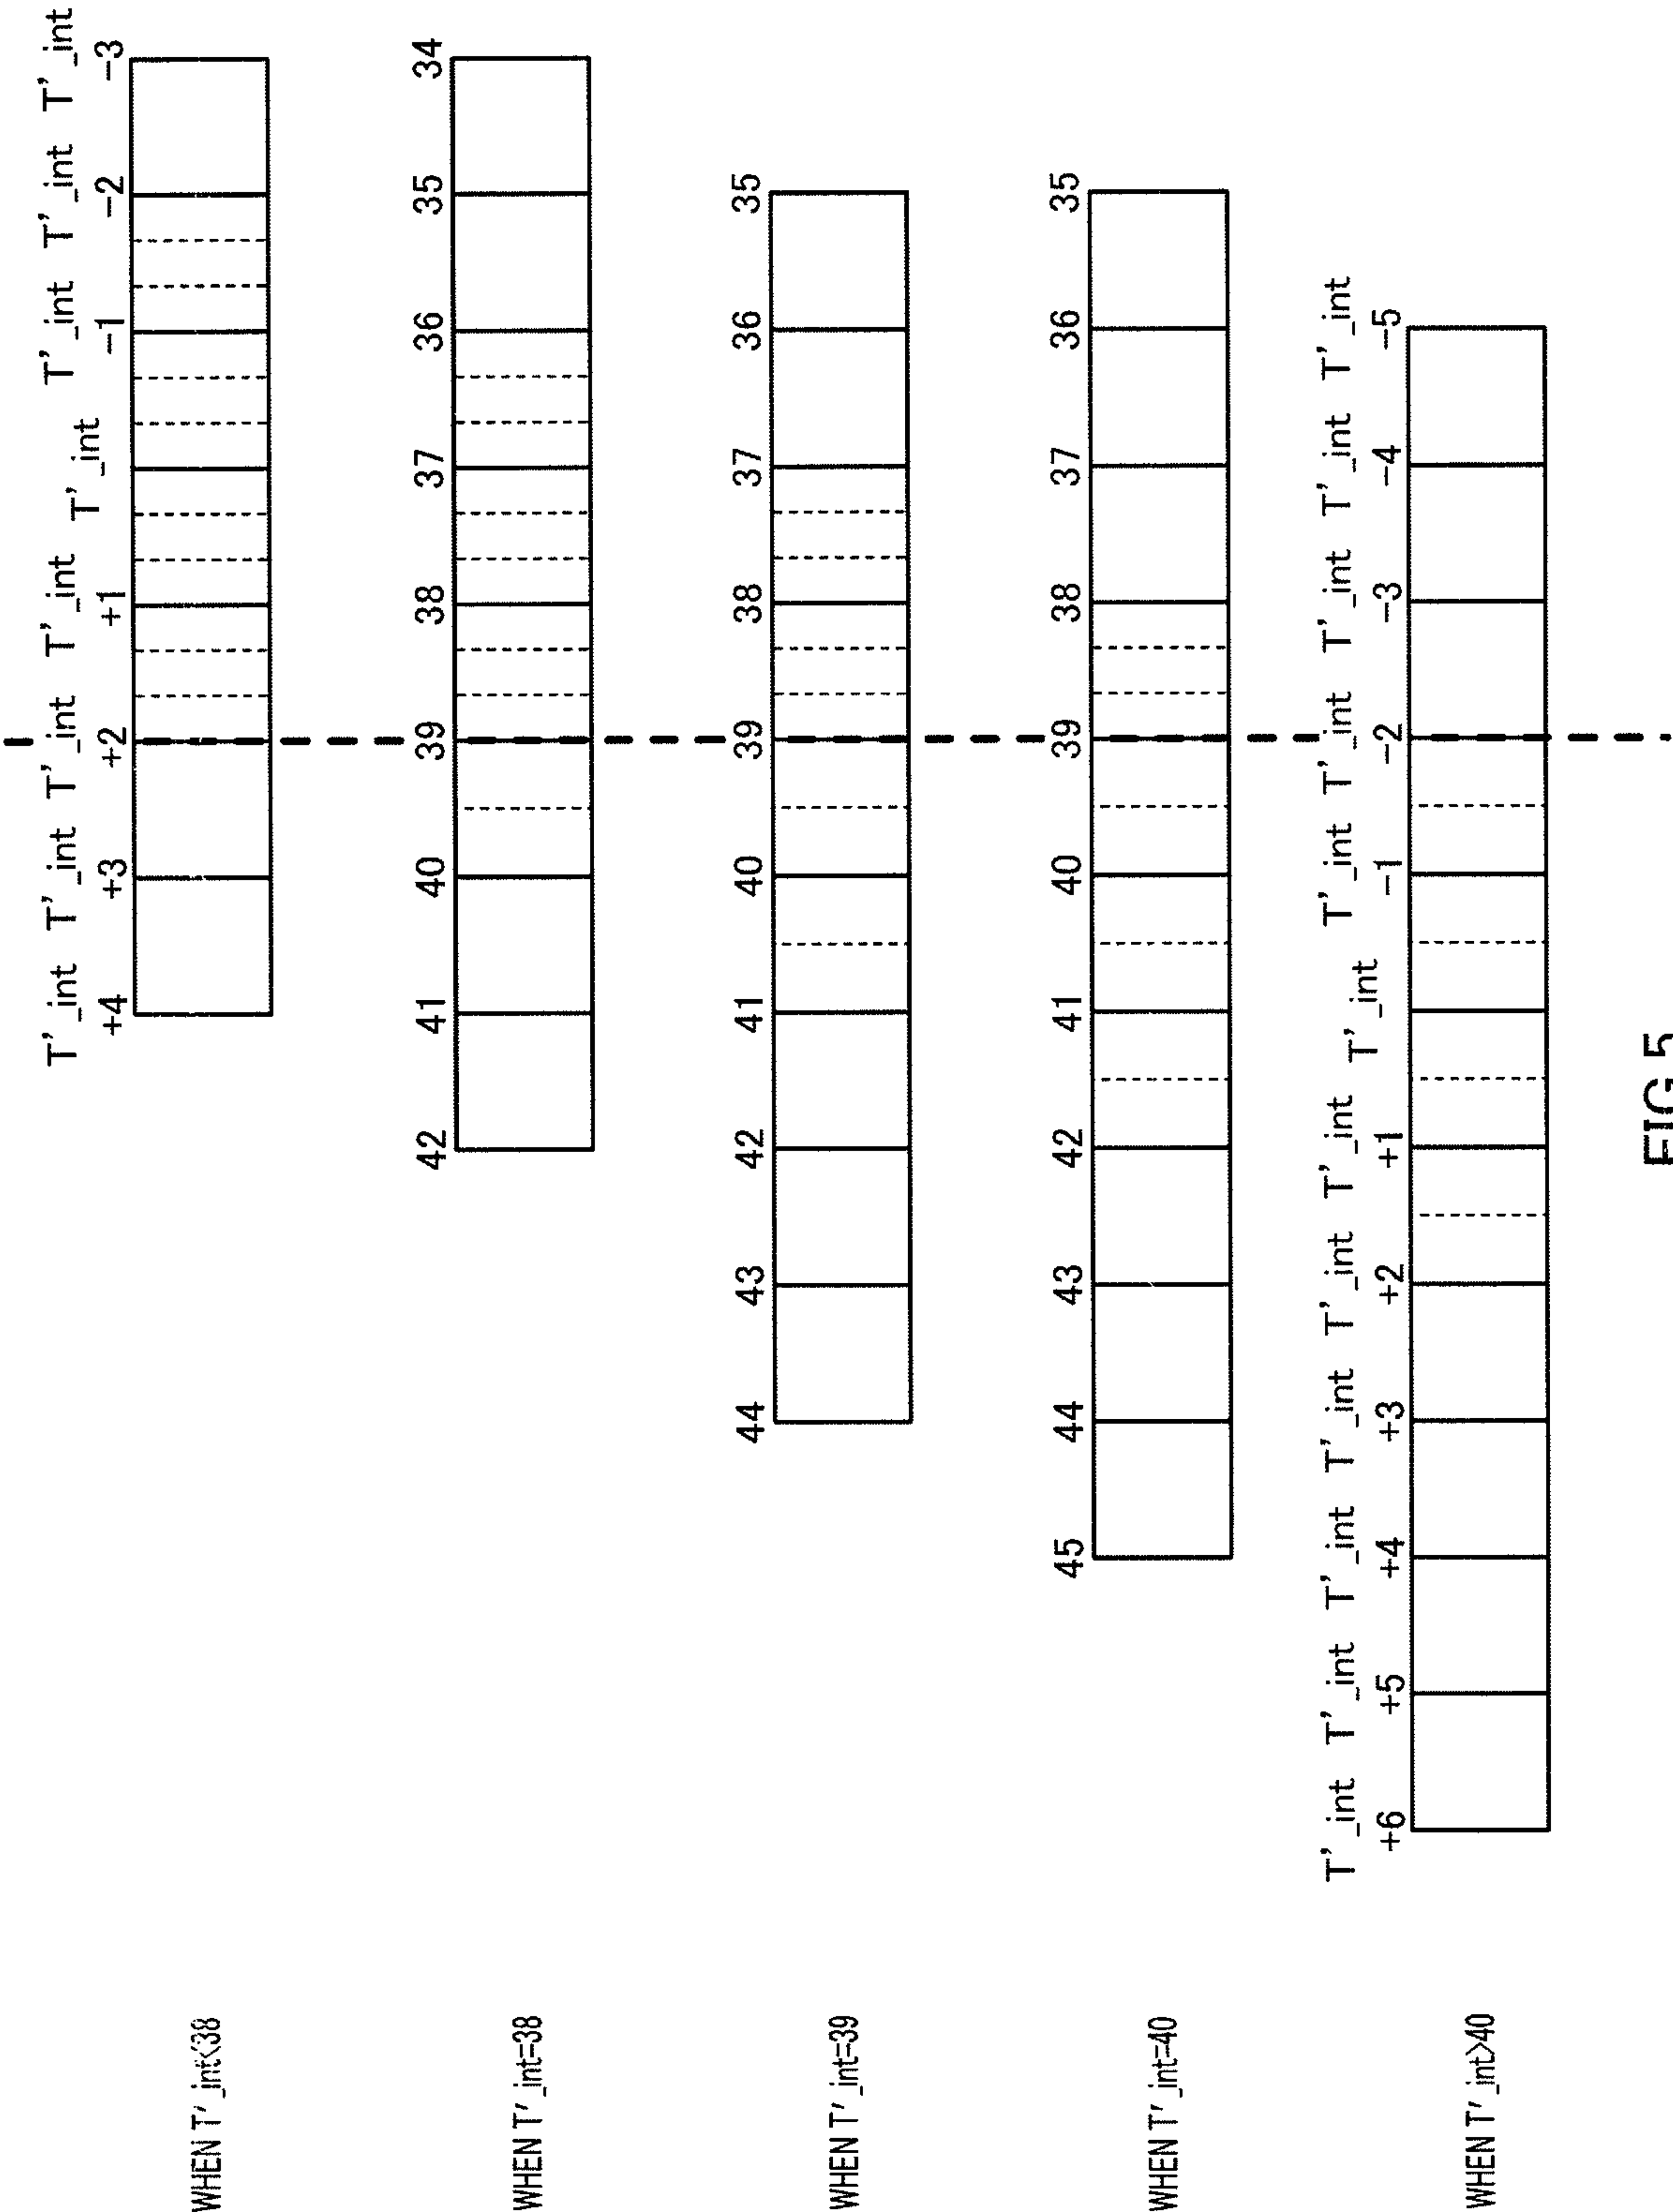 T'_int T'_int T'_int T'_int T'_int T'_int T'_int T'_int
+4 +3 +2 +1 −1 −2 −3
WHEN T'_int<38
42 41 40 39 38 37 36 35 34
WHEN T'_int=38
44 43 42 41 40 39 38 37 36 35
WHEN T'_int=39
45 44 43 42 41 40 39 38 37 36 35
WHEN T'_int=40
T'_int T'_int T'_int T'_int T'_int T'_int T'_int T'_int T'_int T'_int T'_int T'_int
+6 +5 +4 +3 +2 +1 −1 −2 −3 −4 −5
WHEN T'_int>40
FIG.5